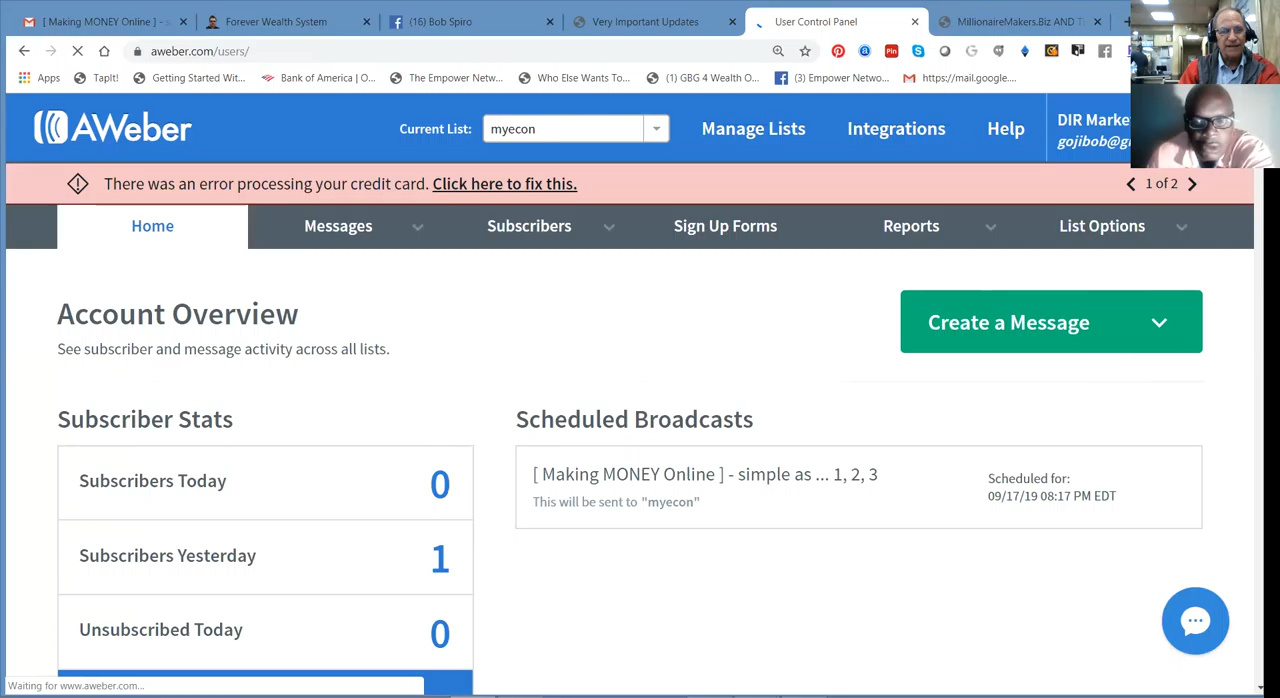 [ Making MONEY Online ] - s
Forever Wealth System
(16) Bob Spiro
Very Important Updates
User Control Panel
MillionaireMakers.Biz AND T
aweber.com/users/
Apps
TapIt!
Getting Started Wit...
Bank of America | O...
The Empower Netw...
Who Else Wants To...
(1) GBG 4 Wealth O...
(3) Empower Netwo...
https://mail.google....
AWeber
Current List:
myecon
Manage Lists
Integrations
Help
DIR Marke
gojibob@g
There was an error processing your credit card. Click here to fix this.
1 of 2
Home
Messages
Subscribers
Sign Up Forms
Reports
List Options
Account Overview
See subscriber and message activity across all lists.
Create a Message
Subscriber Stats
Subscribers Today 0
Subscribers Yesterday 1
Unsubscribed Today 0
Scheduled Broadcasts
[ Making MONEY Online ] - simple as ... 1, 2, 3
This will be sent to "myecon"
Scheduled for:
09/17/19 08:17 PM EDT
Waiting for www.aweber.com...